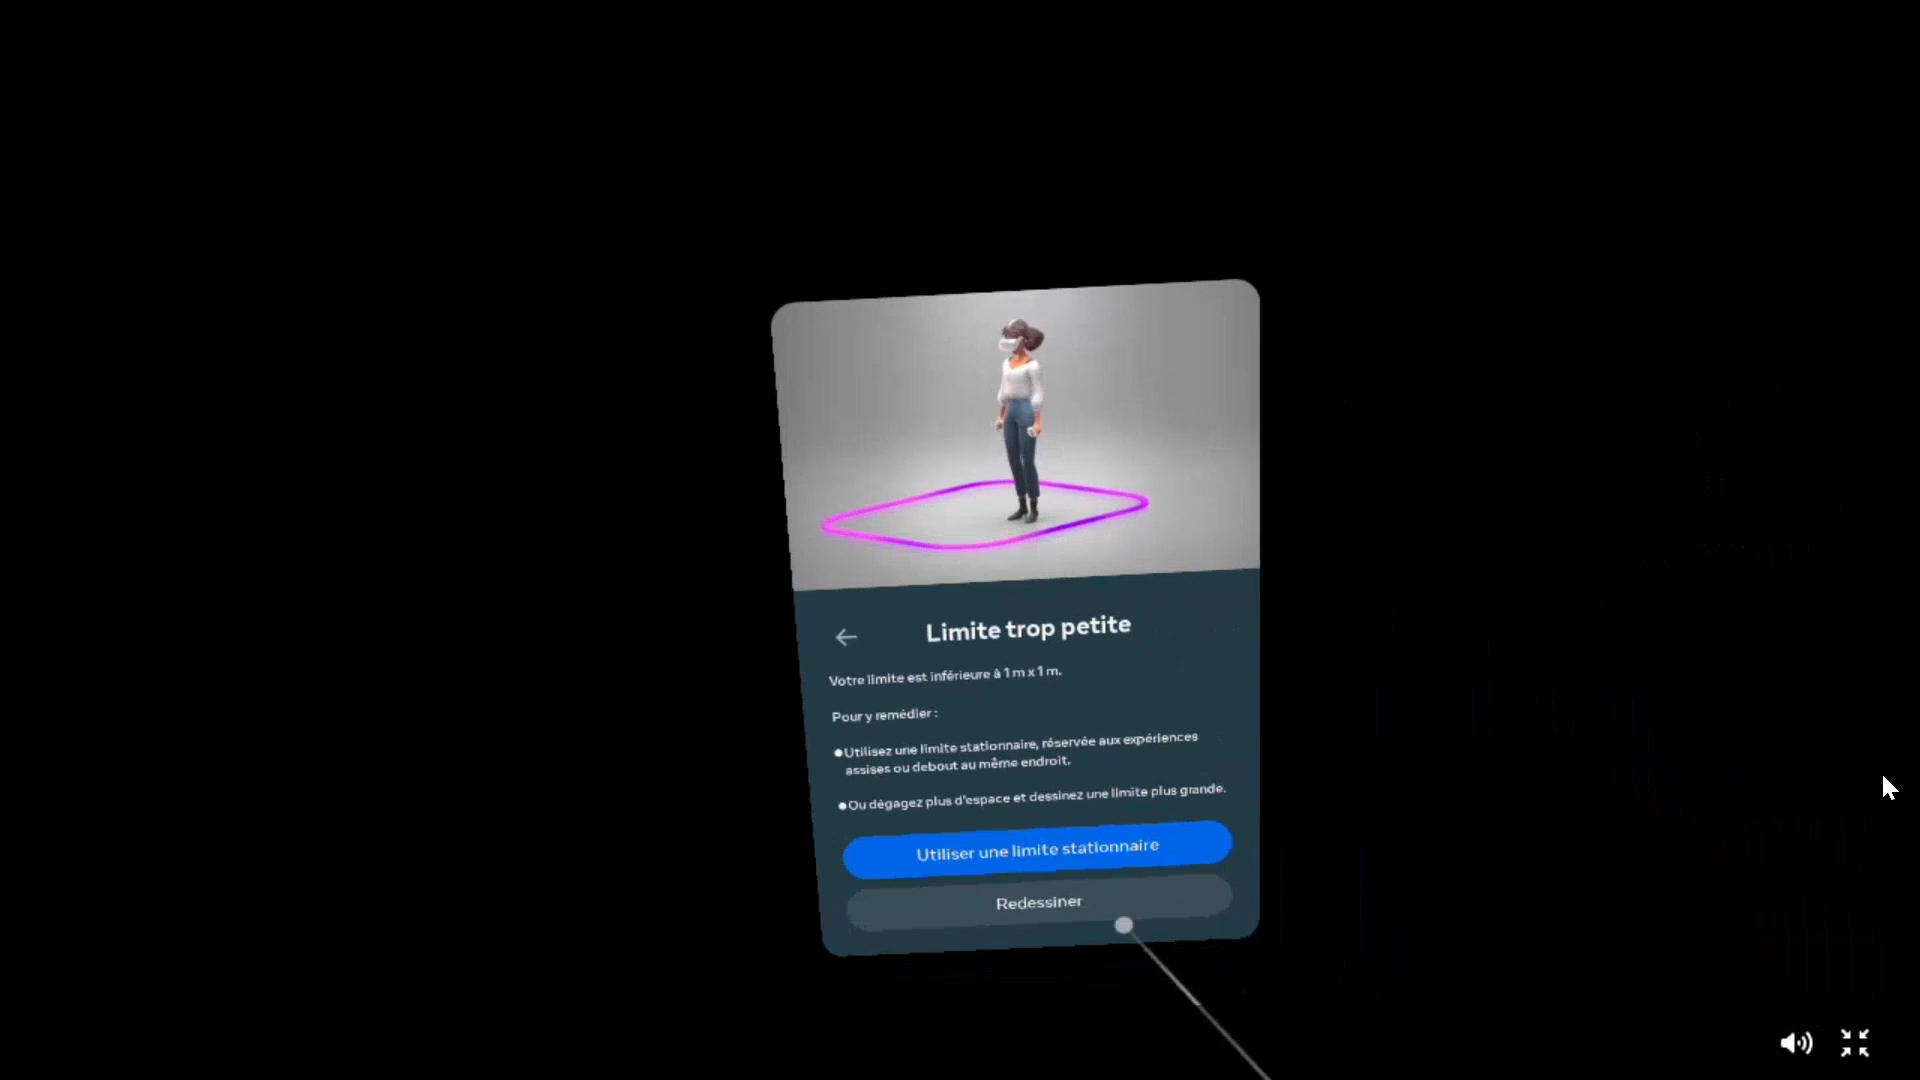 Limite trop petite
Votre limite est inférieure à 1 m x 1 m.
Pour y remédier :
●Utilisez une limite stationnaire, réservée aux expériences
assises ou debout au même endroit.
●Ou dégagez plus d'espace et dessinez une limite plus grande.
Utiliser une limite stationnaire
Redessiner